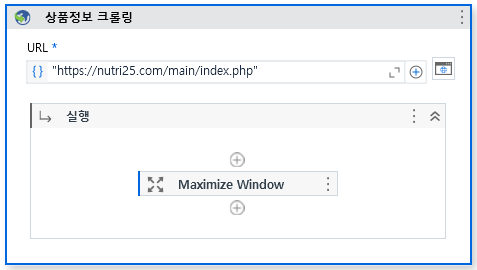 상품정보 크롤링
URL *
{ } "https://nutri25.com/main/index.php"
실행
Maximize Window